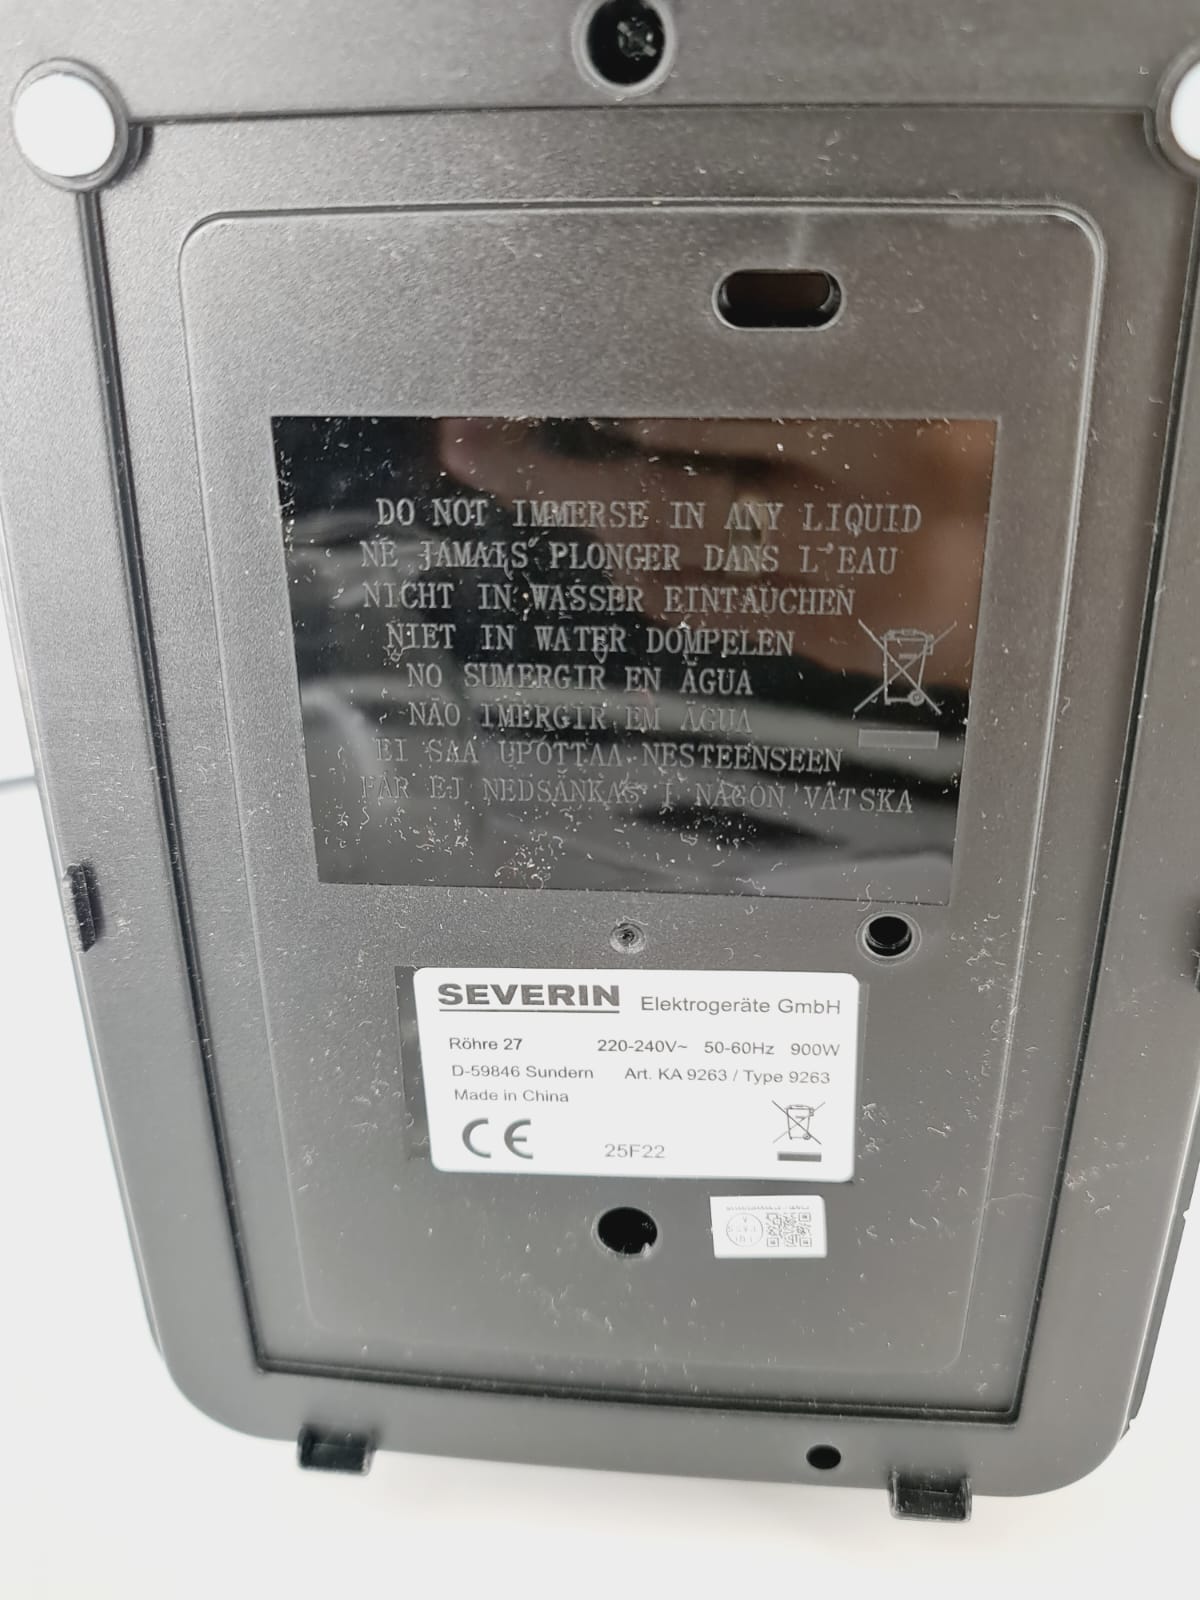 DO NOT IMMERSE IN ANY LIQUID
NE JAMAIS PLONGER DANS L'EAU
NICHT IN WASSER EINTAUCHEN
NIET IN WATER DOMPELEN
NO SUMERGIR EN ÄGUA
NÃO IMERGIR EM ÄGUA
EI SAA UPOTTAA NESTEENSEEN
FÅR EJ NEDSÄNKAS I NÅGON VÄTSKA
SEVERIN Elektrogeräte GmbH
Röhre 27 220-240V~ 50-60Hz 900W
D-59846 Sundern Art. KA 9263 / Type 9263
Made in China
CE 25F22